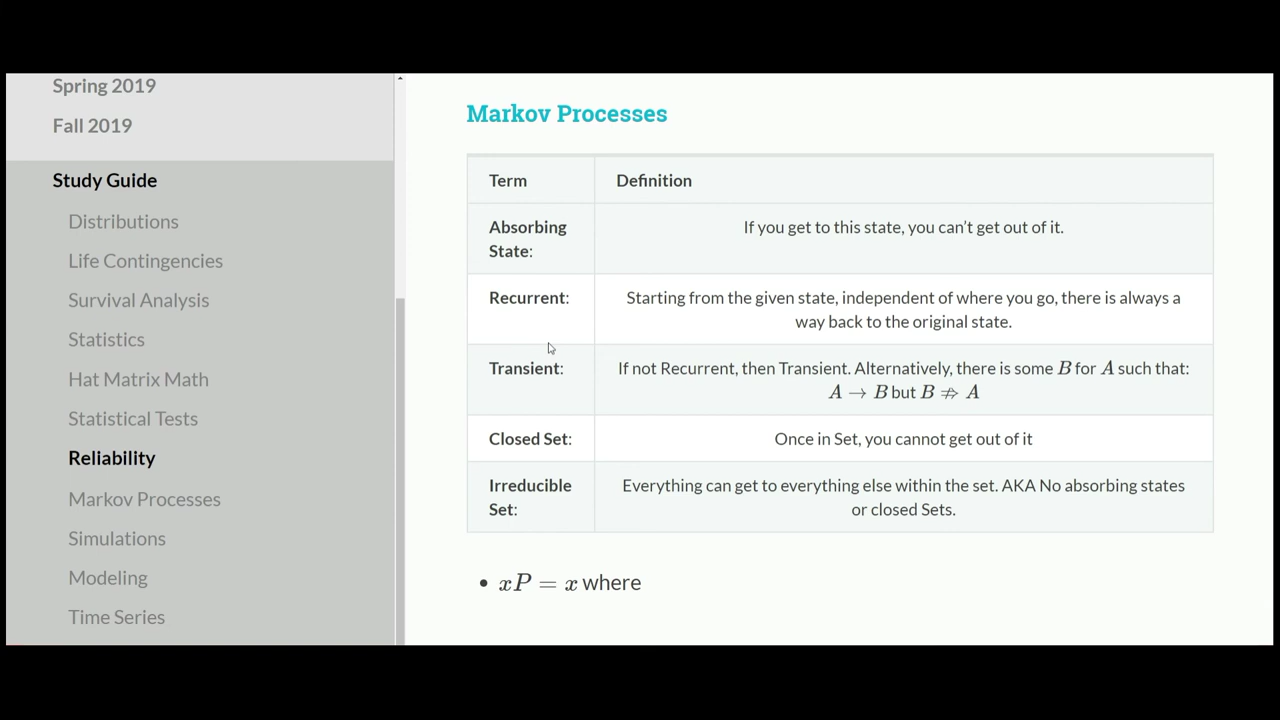 Spring 2019
Fall 2019
Study Guide
Distributions
Life Contingencies
Survival Analysis
Statistics
Hat Matrix Math
Statistical Tests
Reliability
Markov Processes
Simulations
Modeling
Time Series
Markov Processes
Term
Definition
Absorbing
State:
If you get to this state, you can’t get out of it.
Recurrent:
Starting from the given state, independent of where you go, there is always a
way back to the original state.
Transient:
If not Recurrent, then Transient. Alternatively, there is some B for A such that:
A → B but B ⇏ A
Closed Set:
Once in Set, you cannot get out of it
Irreducible
Set:
Everything can get to everything else within the set. AKA No absorbing states
or closed Sets.
• xP = x where